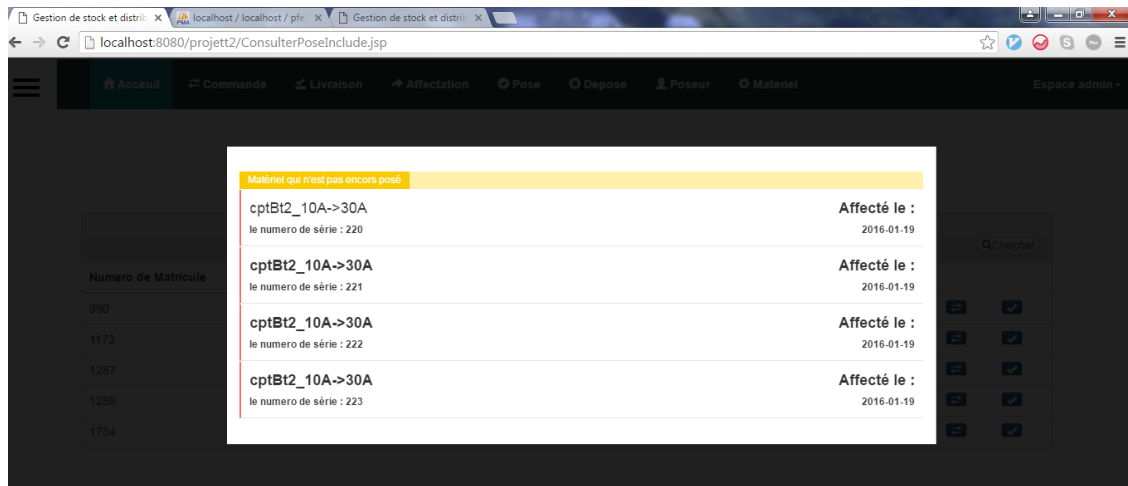 Gestion de stock et distrib
localhost / localhost / pfe
Gestion de stock et distrib
localhost:8080/projett2/ConsulterPoseInclude.jsp
Acceuil Commande Livraison Affectation Pose Depose Poseur Materiel Espace admin
Matériel qui n'est pas encors posé
cptBt2_10A->30A Affecté le :
le numero de série : 220 2016-01-19
cptBt2_10A->30A Affecté le :
le numero de série : 221 2016-01-19
cptBt2_10A->30A Affecté le :
le numero de série : 222 2016-01-19
cptBt2_10A->30A Affecté le :
le numero de série : 223 2016-01-19
Chercher
Numero de Matricule
990
1173
1287
1288
1754